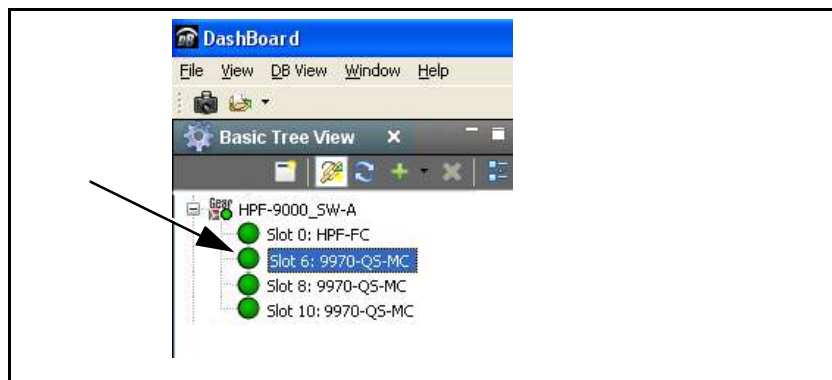 DashBoard
File View DB View Window Help
Basic Tree View
HPF-9000_SW-A
Slot 0: HPF-FC
Slot 6: 9970-QS-MC
Slot 8: 9970-QS-MC
Slot 10: 9970-QS-MC